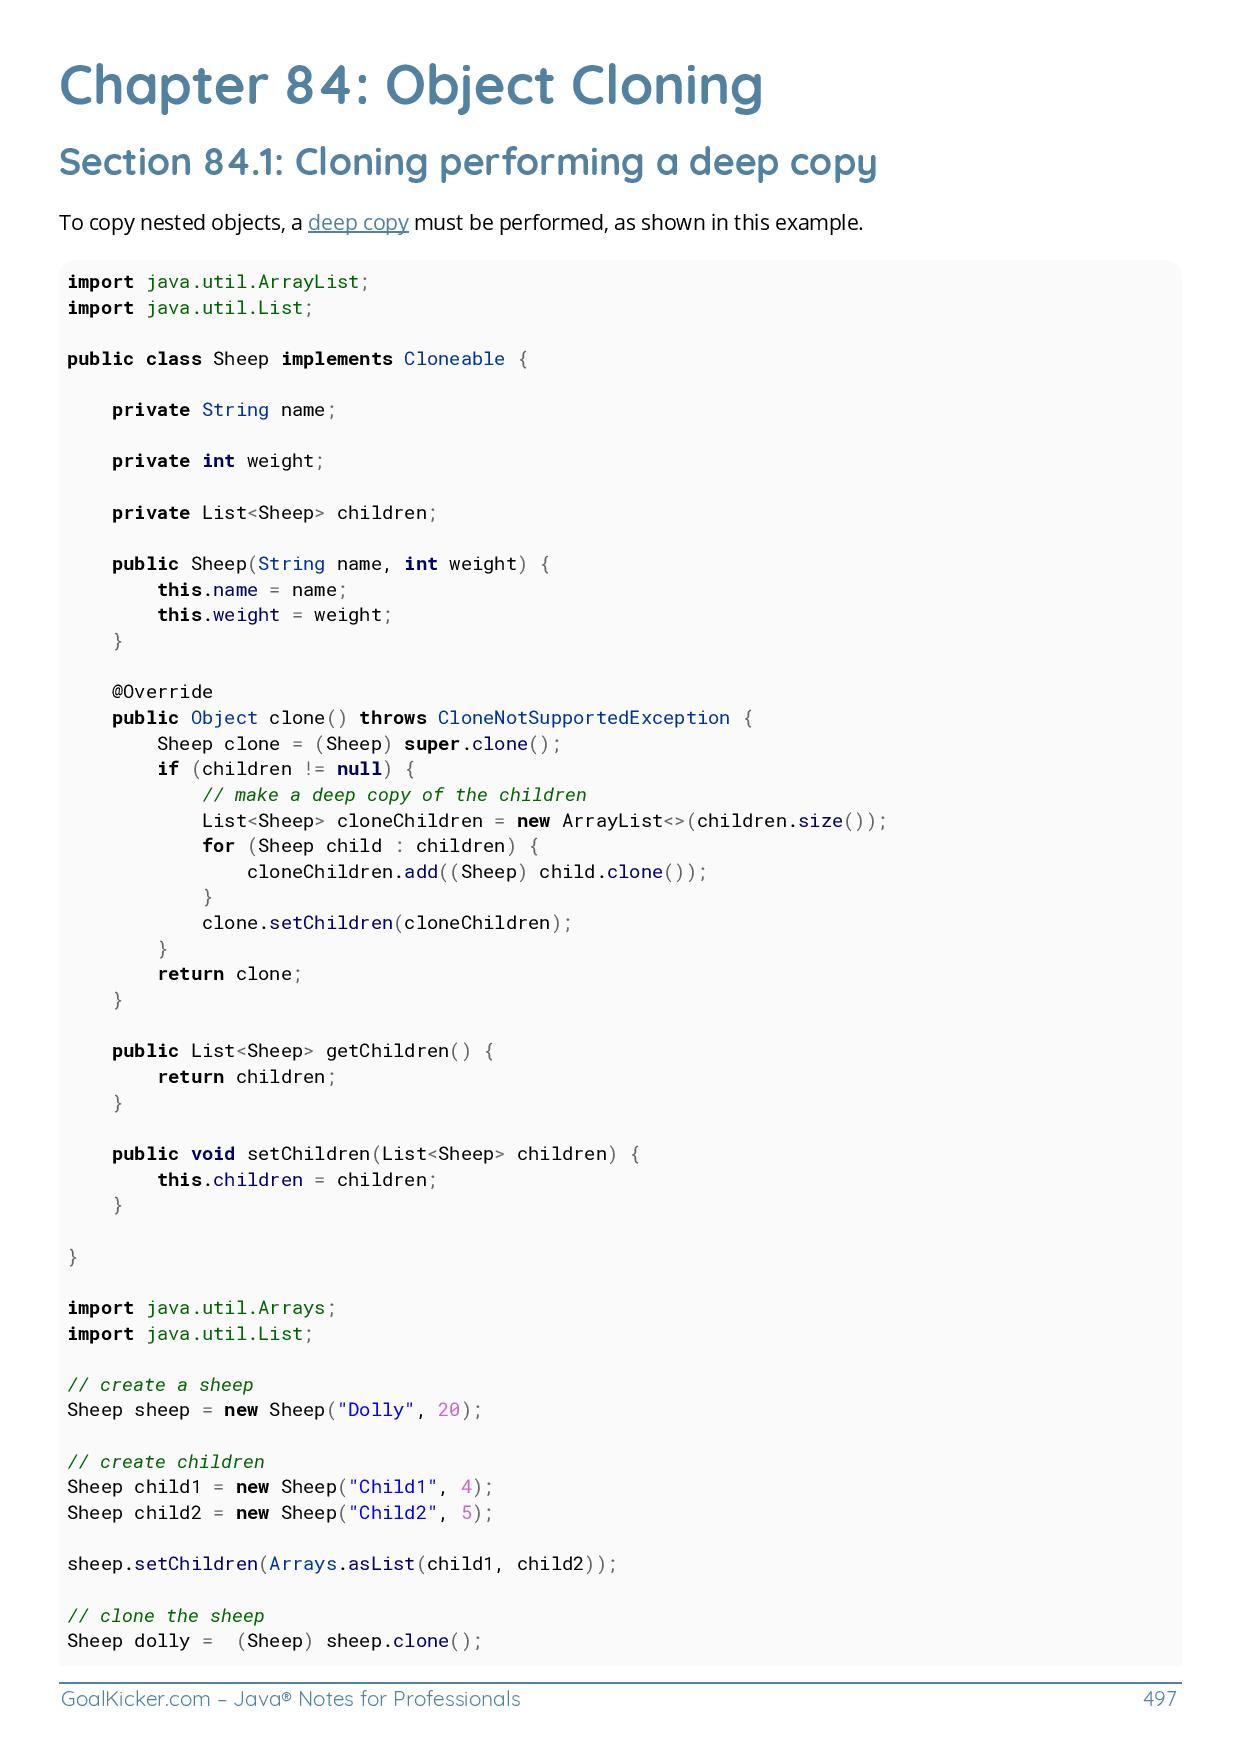 Chapter 84: Object Cloning
Section 84.1: Cloning performing a deep copy
To copy nested objects, a deep copy must be performed, as shown in this example.
import java.util.ArrayList;
import java.util.List;
public class Sheep implements Cloneable {
    private String name;
    private int weight;
    private List<Sheep> children;
    public Sheep(String name, int weight) {
        this.name = name;
        this.weight = weight;
    }
    @Override
    public Object clone() throws CloneNotSupportedException {
        Sheep clone = (Sheep) super.clone();
        if (children != null) {
            // make a deep copy of the children
            List<Sheep> cloneChildren = new ArrayList<>(children.size());
            for (Sheep child : children) {
                cloneChildren.add((Sheep) child.clone());
            }
            clone.setChildren(cloneChildren);
        }
        return clone;
    }
    public List<Sheep> getChildren() {
        return children;
    }
    public void setChildren(List<Sheep> children) {
        this.children = children;
    }
}
import java.util.Arrays;
import java.util.List;
// create a sheep
Sheep sheep = new Sheep("Dolly", 20);
// create children
Sheep child1 = new Sheep("Child1", 4);
Sheep child2 = new Sheep("Child2", 5);
sheep.setChildren(Arrays.asList(child1, child2));
// clone the sheep
Sheep dolly =  (Sheep) sheep.clone();
GoalKicker.com – Java® Notes for Professionals 497